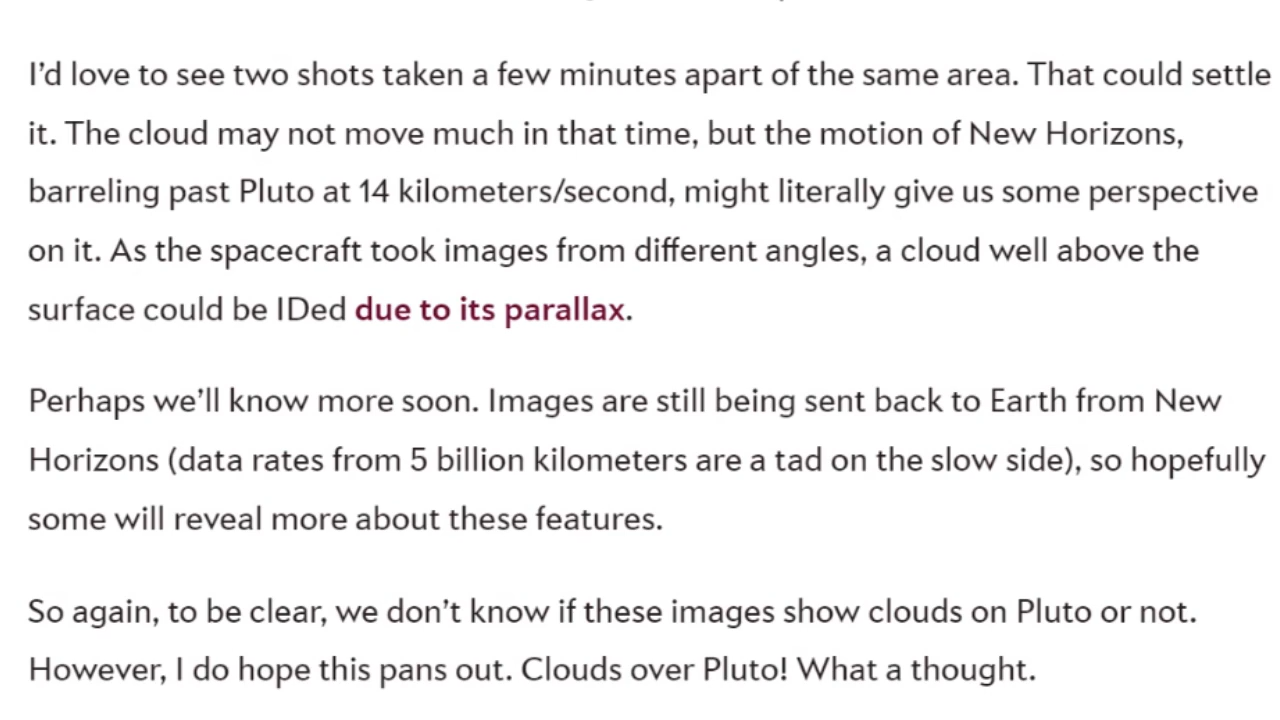 I’d love to see two shots taken a few minutes apart of the same area. That could settle
it. The cloud may not move much in that time, but the motion of New Horizons,
barreling past Pluto at 14 kilometers/second, might literally give us some perspective
on it. As the spacecraft took images from different angles, a cloud well above the
surface could be IDed due to its parallax.
Perhaps we’ll know more soon. Images are still being sent back to Earth from New
Horizons (data rates from 5 billion kilometers are a tad on the slow side), so hopefully
some will reveal more about these features.
So again, to be clear, we don’t know if these images show clouds on Pluto or not.
However, I do hope this pans out. Clouds over Pluto! What a thought.